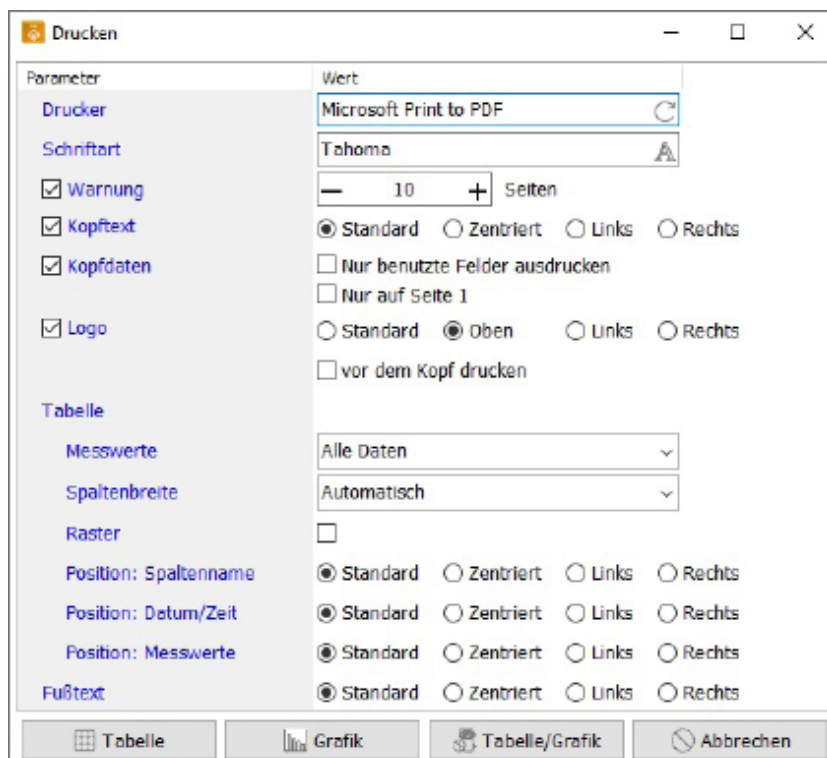 Drucken
Parameter Wert
Drucker Microsoft Print to PDF
Schriftart Tahoma
Warnung 10 Seiten
Kopftext Standard Zentriert Links Rechts
Kopfdaten Nur benutzte Felder ausdrucken
Nur auf Seite 1
Logo Standard Oben Links Rechts
vor dem Kopf drucken
Tabelle
Messwerte Alle Daten
Spaltenbreite Automatisch
Raster
Position: Spaltenname Standard Zentriert Links Rechts
Position: Datum/Zeit Standard Zentriert Links Rechts
Position: Messwerte Standard Zentriert Links Rechts
Fußtext Standard Zentriert Links Rechts
Tabelle Grafik Tabelle/Grafik Abbrechen